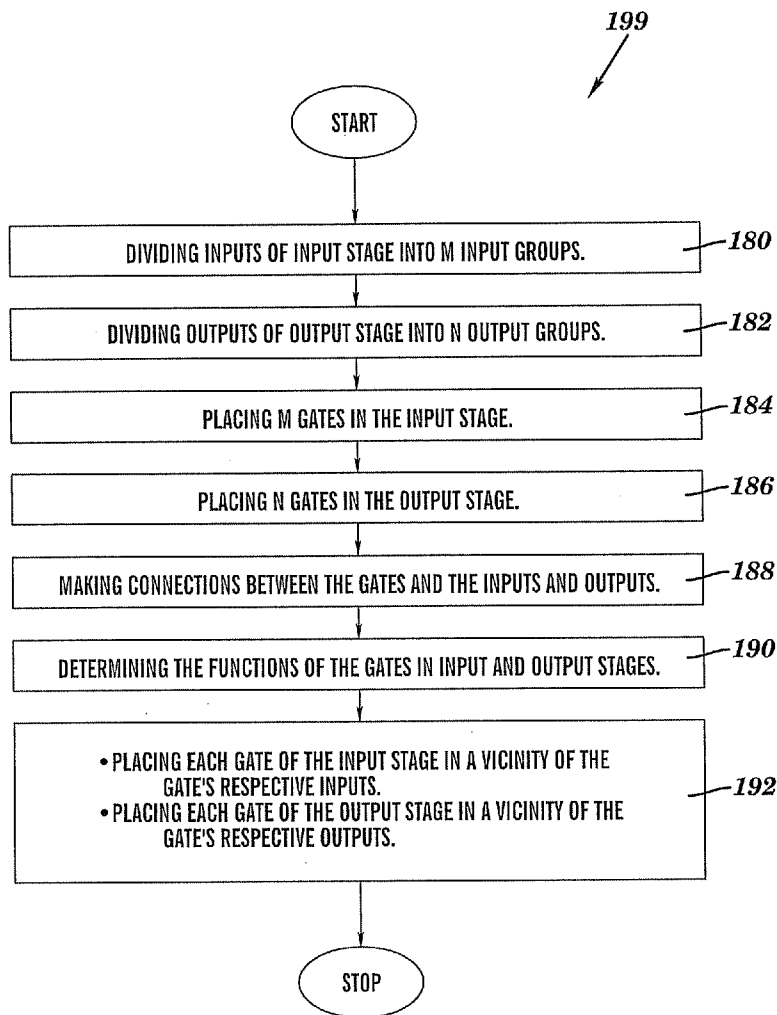 199
START
DIVIDING INPUTS OF INPUT STAGE INTO M INPUT GROUPS.
180
DIVIDING OUTPUTS OF OUTPUT STAGE INTO N OUTPUT GROUPS.
182
PLACING M GATES IN THE INPUT STAGE.
184
PLACING N GATES IN THE OUTPUT STAGE.
186
MAKING CONNECTIONS BETWEEN THE GATES AND THE INPUTS AND OUTPUTS.
188
DETERMINING THE FUNCTIONS OF THE GATES IN INPUT AND OUTPUT STAGES.
190
• PLACING EACH GATE OF THE INPUT STAGE IN A VICINITY OF THE
GATE'S RESPECTIVE INPUTS.
• PLACING EACH GATE OF THE OUTPUT STAGE IN A VICINITY OF THE
GATE'S RESPECTIVE OUTPUTS.
192
STOP